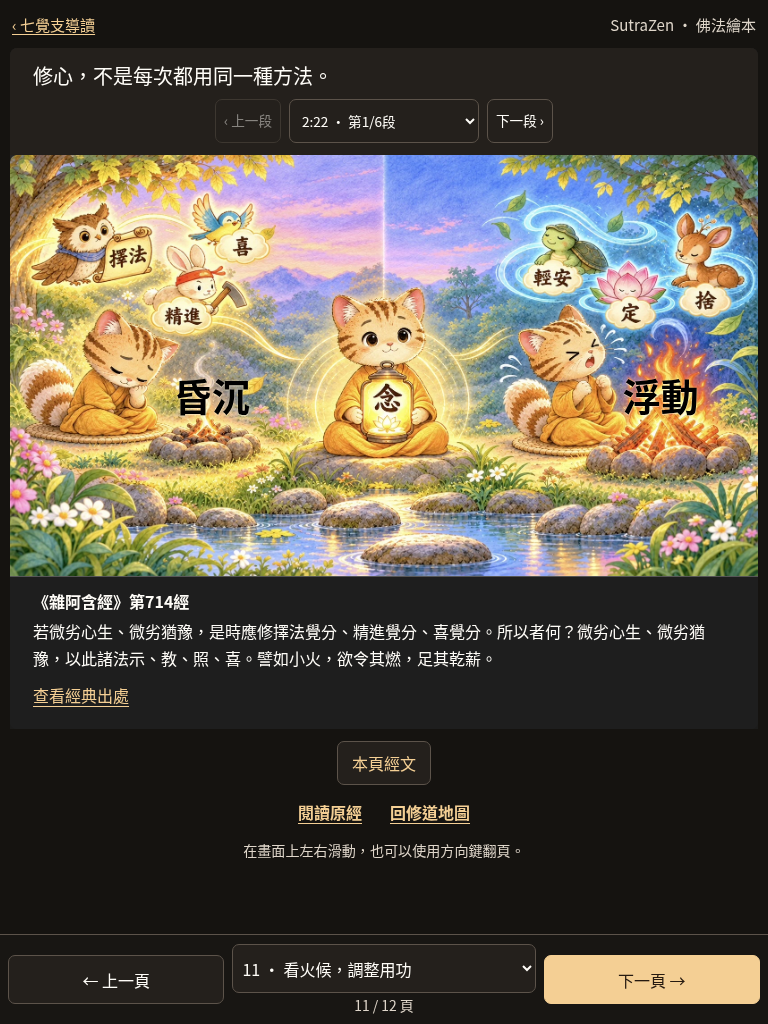 ‹ 七覺支導讀
SutraZen · 佛法繪本
修心，不是每次都用同一種方法。
‹ 上一段
2:22 · 第1/6段
下一段 ›
擇法
喜
精進
輕安
定
捨
昏沉
念
浮動
《雜阿含經》第714經
若微劣心生、微劣猶豫，是時應修擇法覺分、精進覺分、喜覺分。所以者何？微劣心生、微劣猶
豫，以此諸法示、教、照、喜。譬如小火，欲令其燃，足其乾薪。
查看經典出處
本頁經文
閱讀原經
回修道地圖
在畫面上左右滑動，也可以使用方向鍵翻頁。
← 上一頁
11 · 看火候，調整用功
下一頁 →
11 / 12 頁